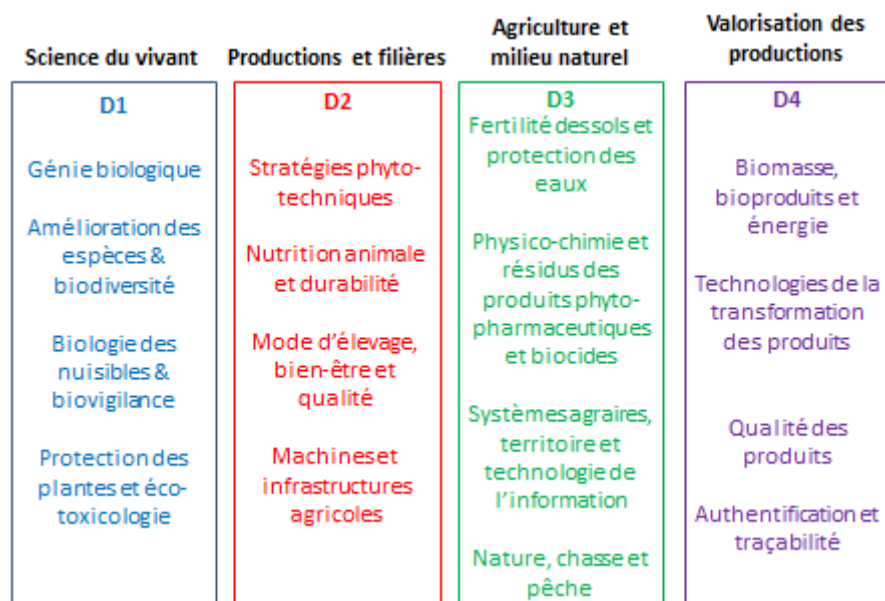 Science du vivant
D1
Génie biologique
Amélioration des
espèces &
biodiversité
Biologie des
nuisibles &
biovigilance
Protection des
plantes et éco-
toxicologie
Productions et filières
D2
Stratégies phyto-
techniques
Nutrition animale
et durabilité
Mode d'élevage,
bien-être et
qualité
Machines et
infrastructures
agricoles
Agriculture et
milieu naturel
D3
Fertilité des sols et
protection des
eaux
Physico-chimie et
résidus des
produits phyto-
pharmaceutiques
et biocides
Systèmes agraires,
territoire et
technologie de
l'information
Nature, chasse et
pêche
Valorisation des
productions
D4
Biomasse,
bioproduits et
énergie
Technologies de la
transformation
des produits
Qualité des
produits
Authentification et
traçabilité